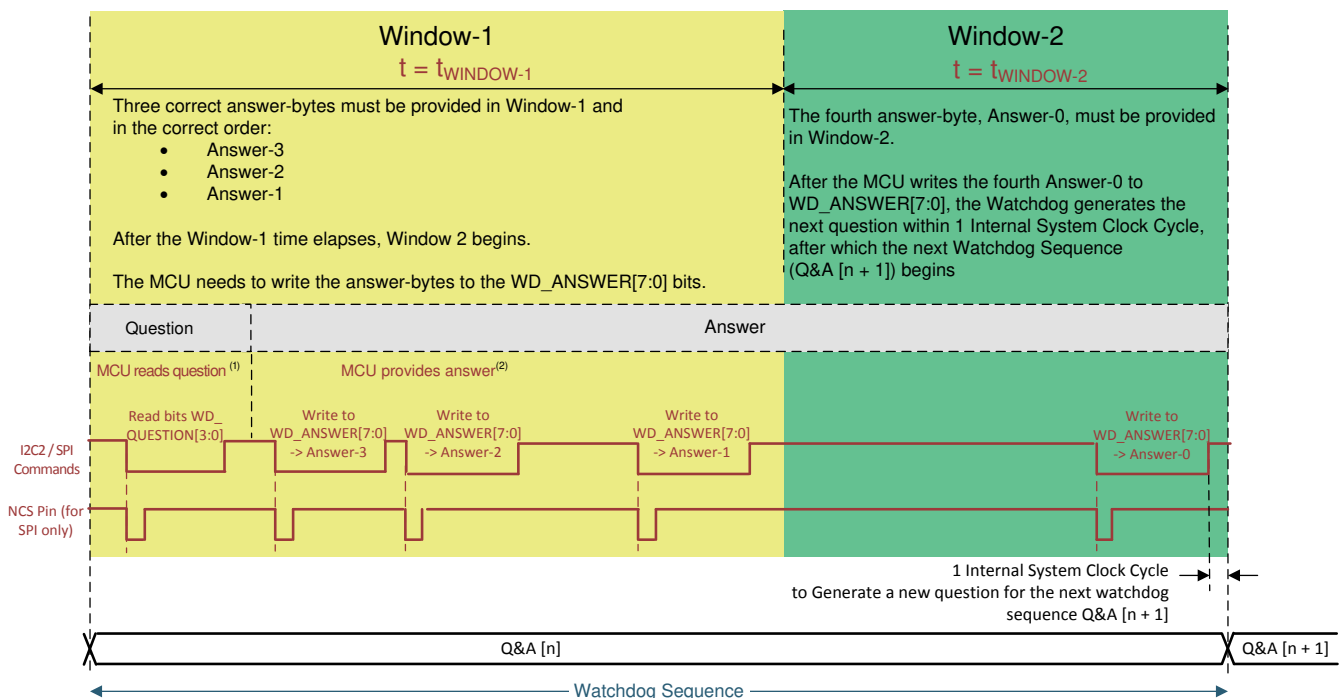 Window-1
t = tWINDOW-1
Three correct answer-bytes must be provided in Window-1 and
in the correct order:
• Answer-3
• Answer-2
• Answer-1
After the Window-1 time elapses, Window 2 begins.
The MCU needs to write the answer-bytes to the WD_ANSWER[7:0] bits.
Window-2
t = tWINDOW-2
The fourth answer-byte, Answer-0, must be provided
in Window-2.
After the MCU writes the fourth Answer-0 to
WD_ANSWER[7:0], the Watchdog generates the
next question within 1 Internal System Clock Cycle,
after which the next Watchdog Sequence
(Q&A [n + 1]) begins
Question
Answer
MCU reads question (1)
MCU provides answer(2)
I2C2 / SPI
Commands
Read bits WD_
QUESTION[3:0]
Write to
WD_ANSWER[7:0]
-> Answer-3
Write to
WD_ANSWER[7:0]
-> Answer-2
Write to
WD_ANSWER[7:0]
-> Answer-1
Write to
WD_ANSWER[7:0]
-> Answer-0
NCS Pin (for
SPI only)
1 Internal System Clock Cycle
to Generate a new question for the next watchdog
sequence Q&A [n + 1]
Q&A [n]
Q&A [n + 1]
Watchdog Sequence